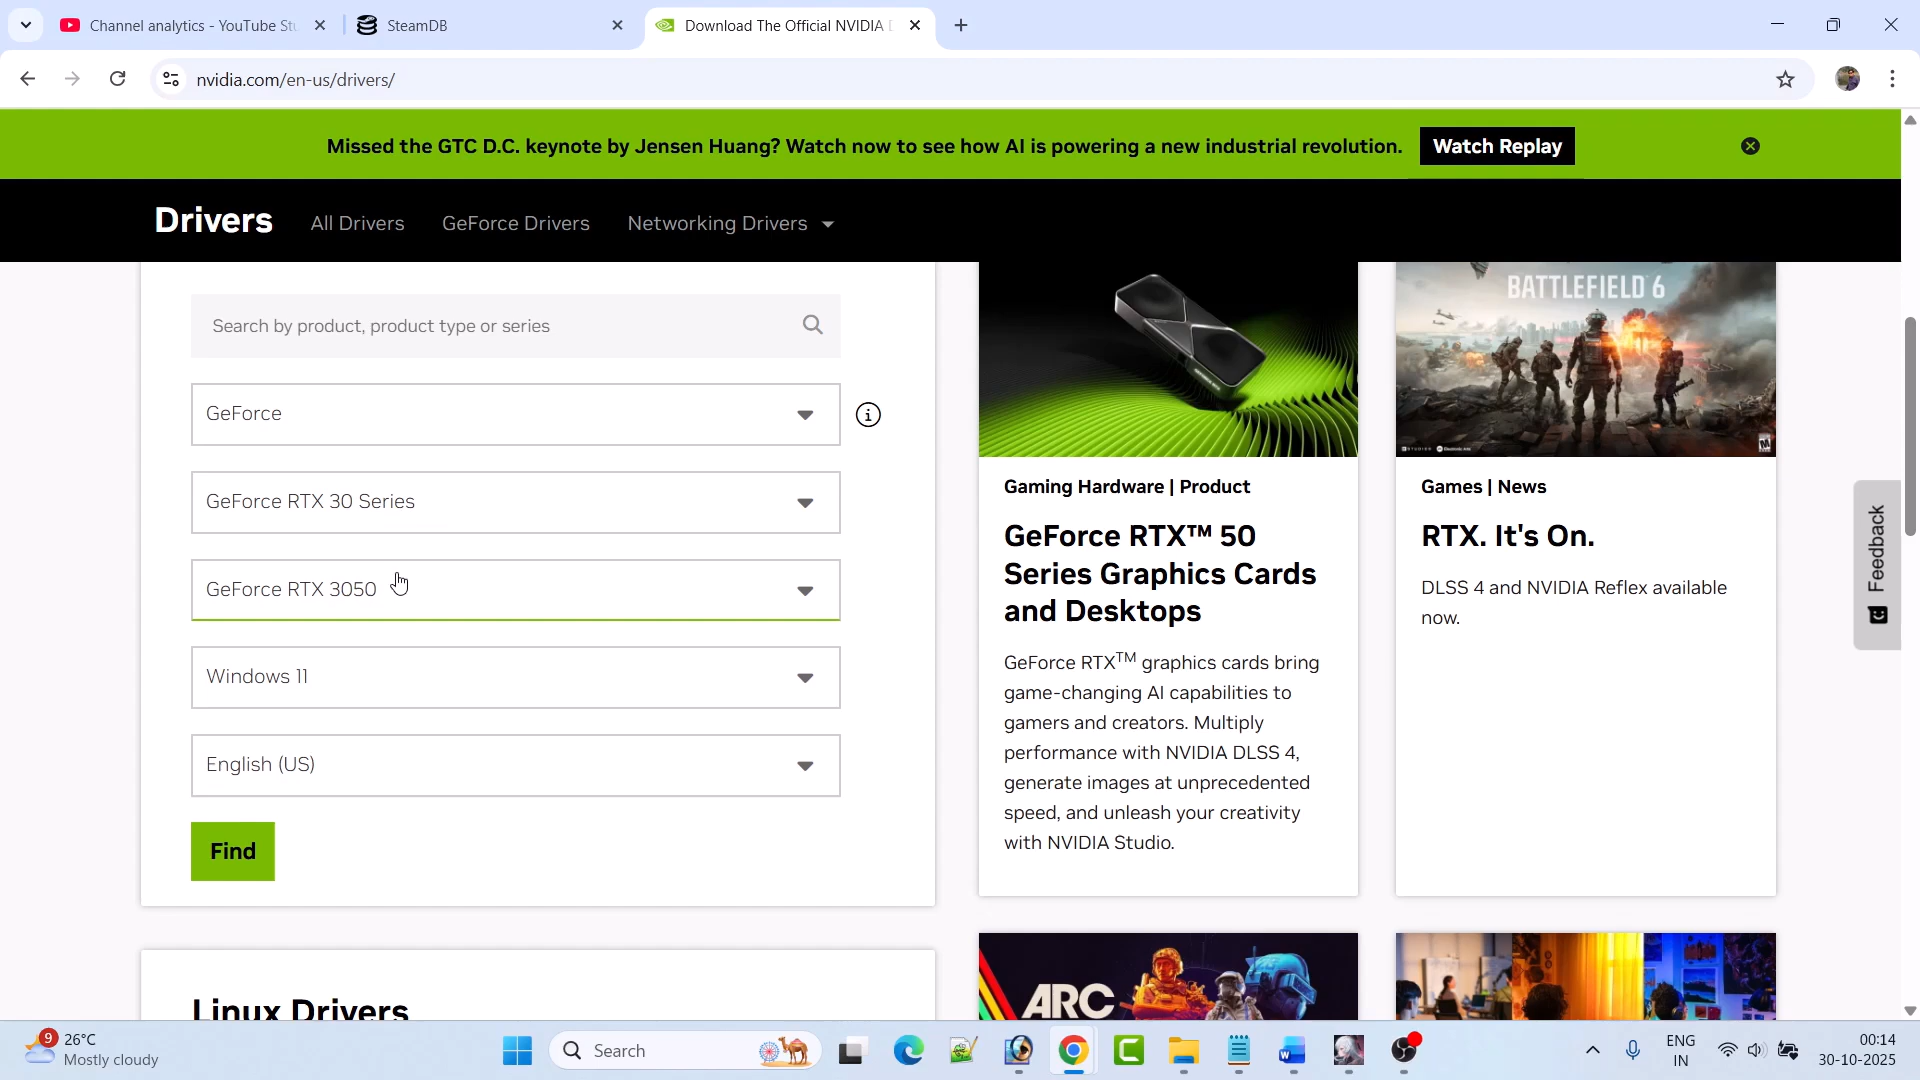 Channel analytics - YouTube Stu
SteamDB
Download The Official NVIDIA D
nvidia.com/en-us/drivers/
Missed the GTC D.C. keynote by Jensen Huang? Watch now to see how AI is powering a new industrial revolution.
Watch Replay
Drivers
All Drivers
GeForce Drivers
Networking Drivers
Search by product, product type or series
GeForce
GeForce RTX 30 Series
GeForce RTX 3050
Windows 11
English (US)
Find
Linux Drivers
Gaming Hardware | Product
GeForce RTX™ 50
Series Graphics Cards
and Desktops
GeForce RTX™ graphics cards bring
game-changing AI capabilities to
gamers and creators. Multiply
performance with NVIDIA DLSS 4,
generate images at unprecedented
speed, and unleash your creativity
with NVIDIA Studio.
BATTLEFIELD 6
Games | News
RTX. It's On.
DLSS 4 and NVIDIA Reflex available
now.
ARC
Feedback
9
26°C
Mostly cloudy
Search
ENG
IN
00:14
30-10-2025